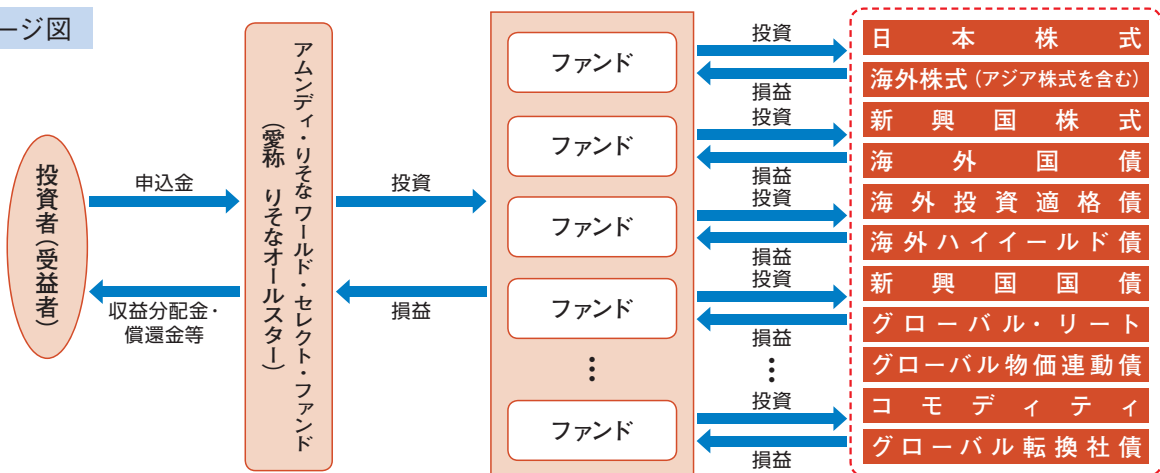 ージ図
投資者(受益者)
申込金
収益分配金・
償還金等
アムンディ・りそな ワールド・セレクト・ファンド
(愛称 りそなオールスター)
投資
損益
ファンド
ファンド
ファンド
ファンド
⋮
ファンド
投資
損益
投資
損益
投資
損益
投資
損益
⋮
投資
損益
日本株式
海外株式(アジア株式を含む)
新興国株式
海外国債
海外投資適格債
海外ハイイールド債
新興国国債
グローバル・リート
グローバル物価連動債
コモディティ
グローバル転換社債